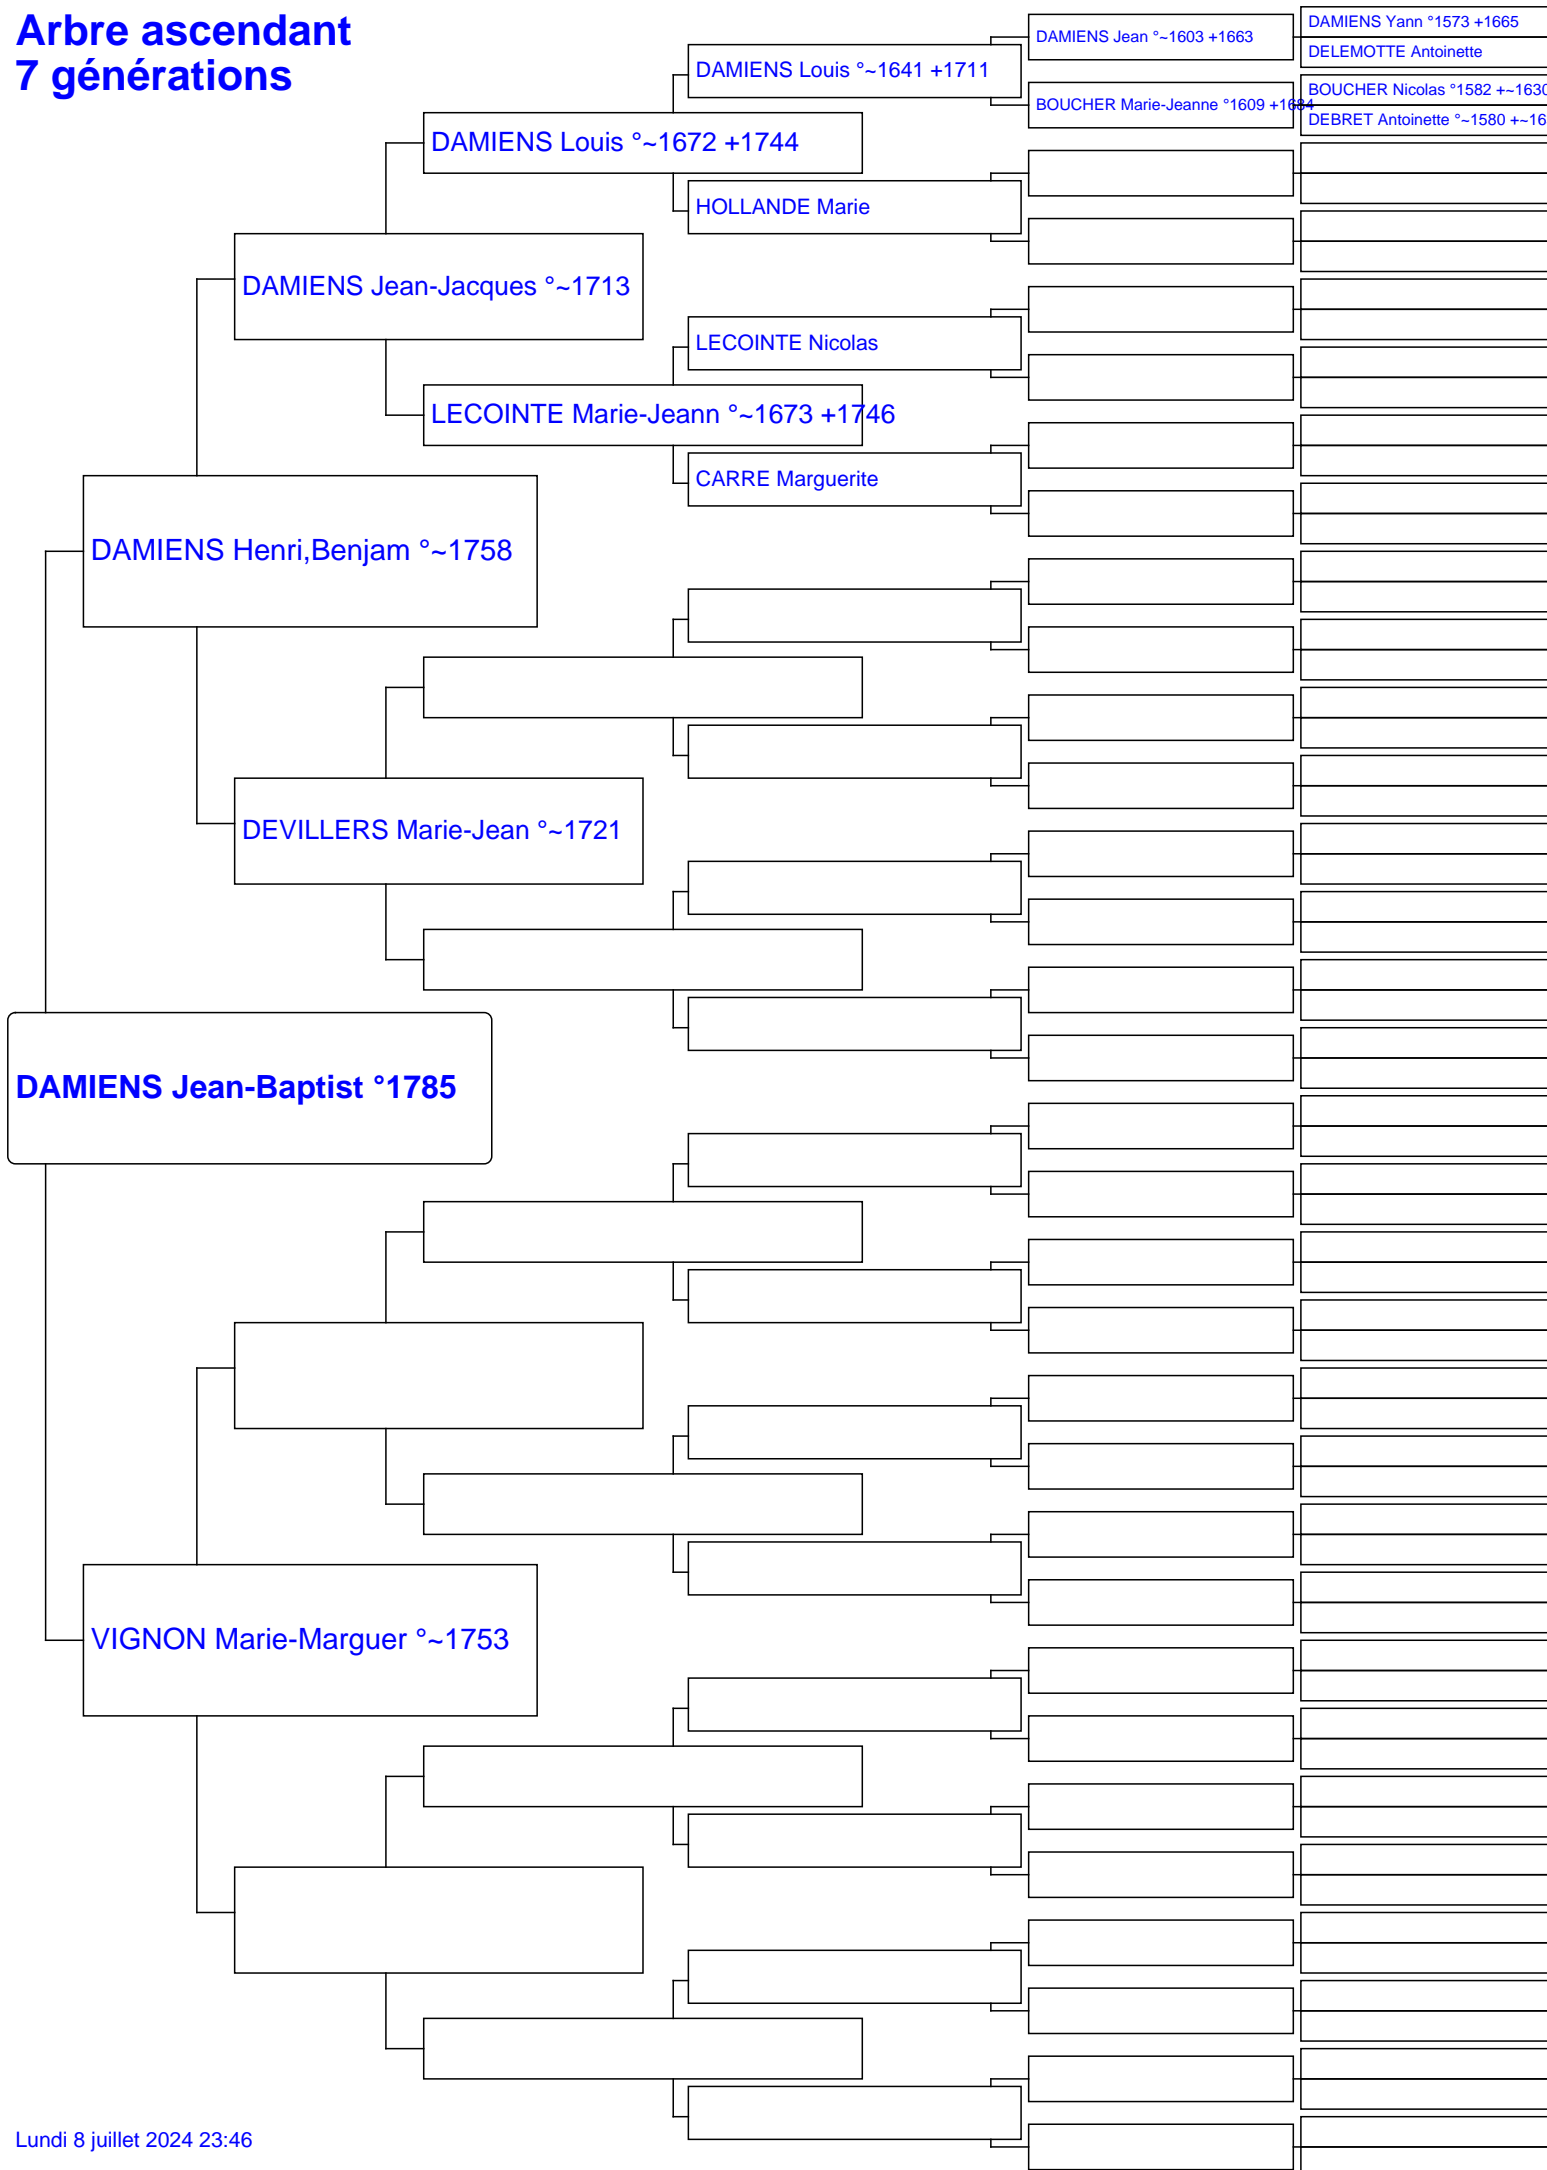 Arbre ascendant
7 générations
DAMIENS Yann °1573 +1665
DAMIENS Jean °~1603 +1663
DELEMOTTE Antoinette
DAMIENS Louis °~1641 +1711
BOUCHER Nicolas °1582 +~1630
BOUCHER Marie-Jeanne °1609 +1684
DEBRET Antoinette °~1580 +~16
DAMIENS Louis °~1672 +1744
HOLLANDE Marie
DAMIENS Jean-Jacques °~1713
LECOINTE Nicolas
LECOINTE Marie-Jeann °~1673 +1746
CARRE Marguerite
DAMIENS Henri,Benjam °~1758
DEVILLERS Marie-Jean °~1721
DAMIENS Jean-Baptist °1785
VIGNON Marie-Marguer °~1753
Lundi 8 juillet 2024 23:46